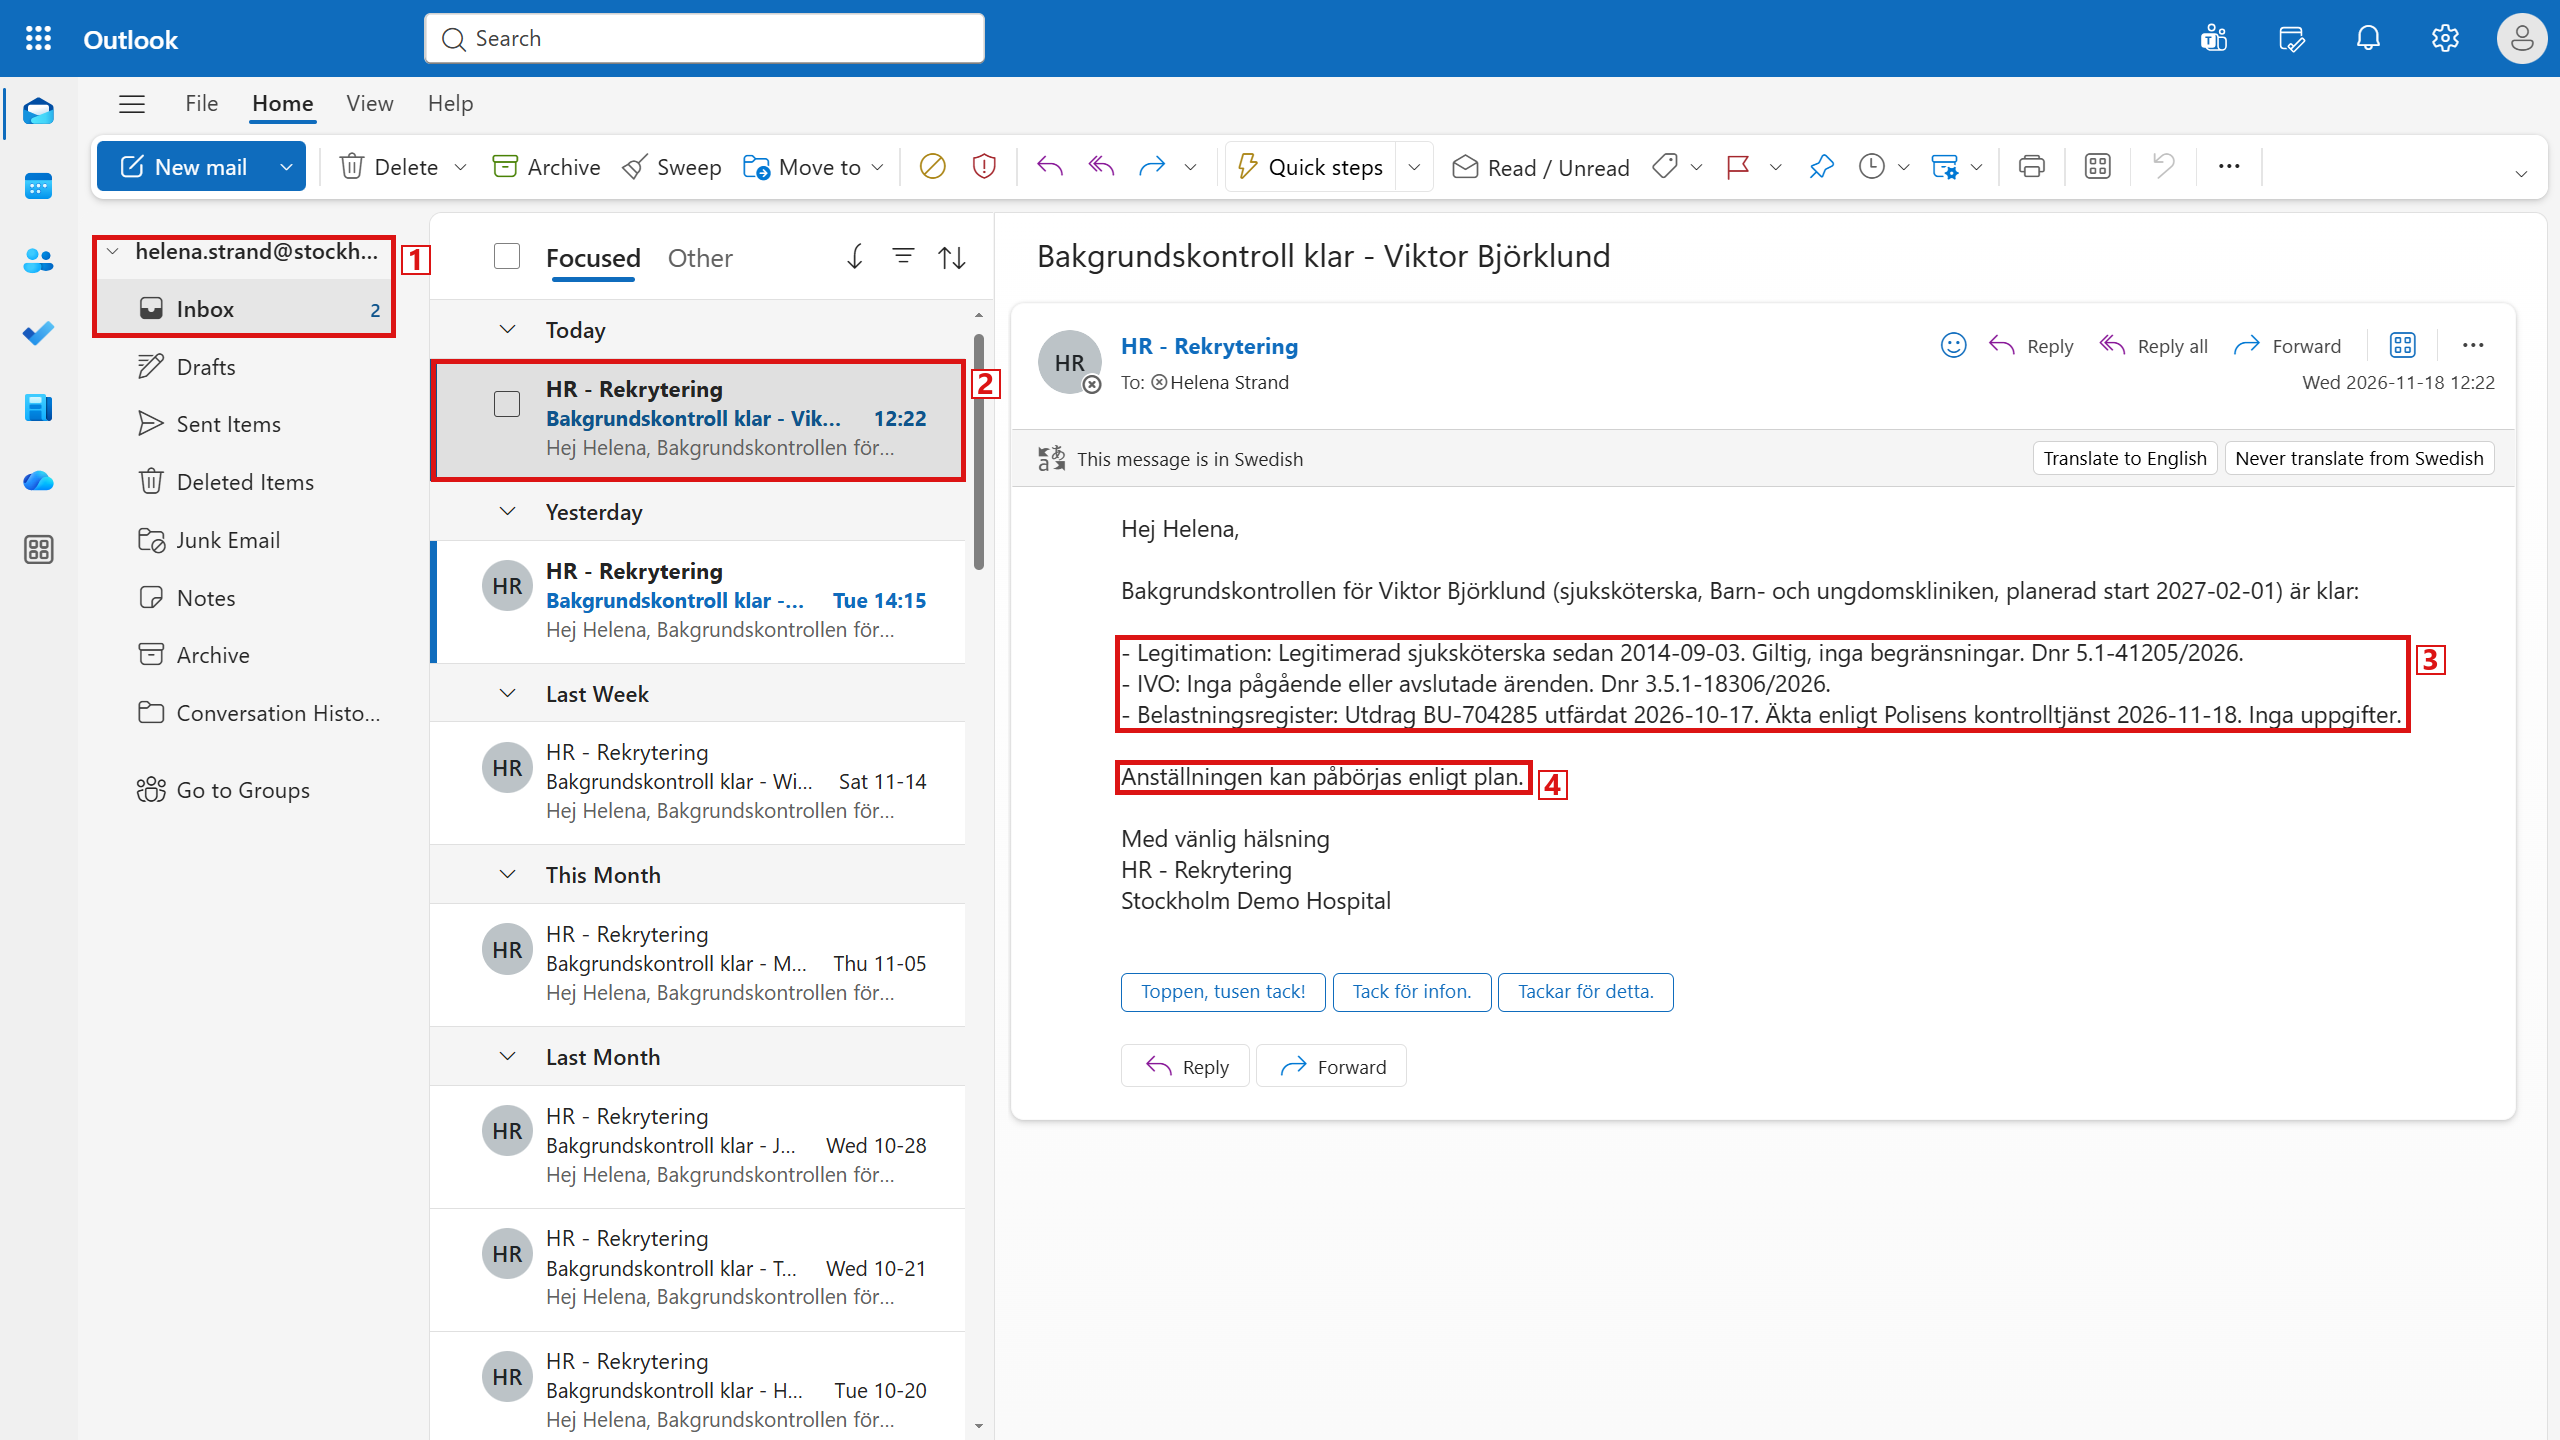 Outlook
Search
File
Home
View
Help
New mail
Delete
Archive
Sweep
Move to
Quick steps
Read / Unread
helena.strand@stockh...
1
Inbox
2
Drafts
Sent Items
Deleted Items
Junk Email
Notes
Archive
Conversation Histo...
Go to Groups
Focused
Other
Today
HR - Rekrytering
Bakgrundskontroll klar - Vik...
12:22
Hej Helena, Bakgrundskontrollen för...
2
Yesterday
HR
HR - Rekrytering
Bakgrundskontroll klar -...
Tue 14:15
Hej Helena, Bakgrundskontrollen för...
Last Week
HR
HR - Rekrytering
Bakgrundskontroll klar - Wi...
Sat 11-14
Hej Helena, Bakgrundskontrollen för...
This Month
HR
HR - Rekrytering
Bakgrundskontroll klar - M...
Thu 11-05
Hej Helena, Bakgrundskontrollen för...
Last Month
HR
HR - Rekrytering
Bakgrundskontroll klar - J...
Wed 10-28
Hej Helena, Bakgrundskontrollen för...
HR
HR - Rekrytering
Bakgrundskontroll klar - T...
Wed 10-21
Hej Helena, Bakgrundskontrollen för...
HR
HR - Rekrytering
Bakgrundskontroll klar - H...
Tue 10-20
Hej Helena, Bakgrundskontrollen för...
Bakgrundskontroll klar - Viktor Björklund
HR
HR - Rekrytering
To: Helena Strand
Reply
Reply all
Forward
Wed 2026-11-18 12:22
This message is in Swedish
Translate to English
Never translate from Swedish
Hej Helena,
Bakgrundskontrollen för Viktor Björklund (sjuksköterska, Barn- och ungdomskliniken, planerad start 2027-02-01) är klar:
- Legitimation: Legitimerad sjuksköterska sedan 2014-09-03. Giltig, inga begränsningar. Dnr 5.1-41205/2026.
- IVO: Inga pågående eller avslutade ärenden. Dnr 3.5.1-18306/2026.
- Belastningsregister: Utdrag BU-704285 utfärdat 2026-10-17. Äkta enligt Polisens kontrolltjänst 2026-11-18. Inga uppgifter.
3
Anställningen kan påbörjas enligt plan.
4
Med vänlig hälsning
HR - Rekrytering
Stockholm Demo Hospital
Toppen, tusen tack!
Tack för infon.
Tackar för detta.
Reply
Forward